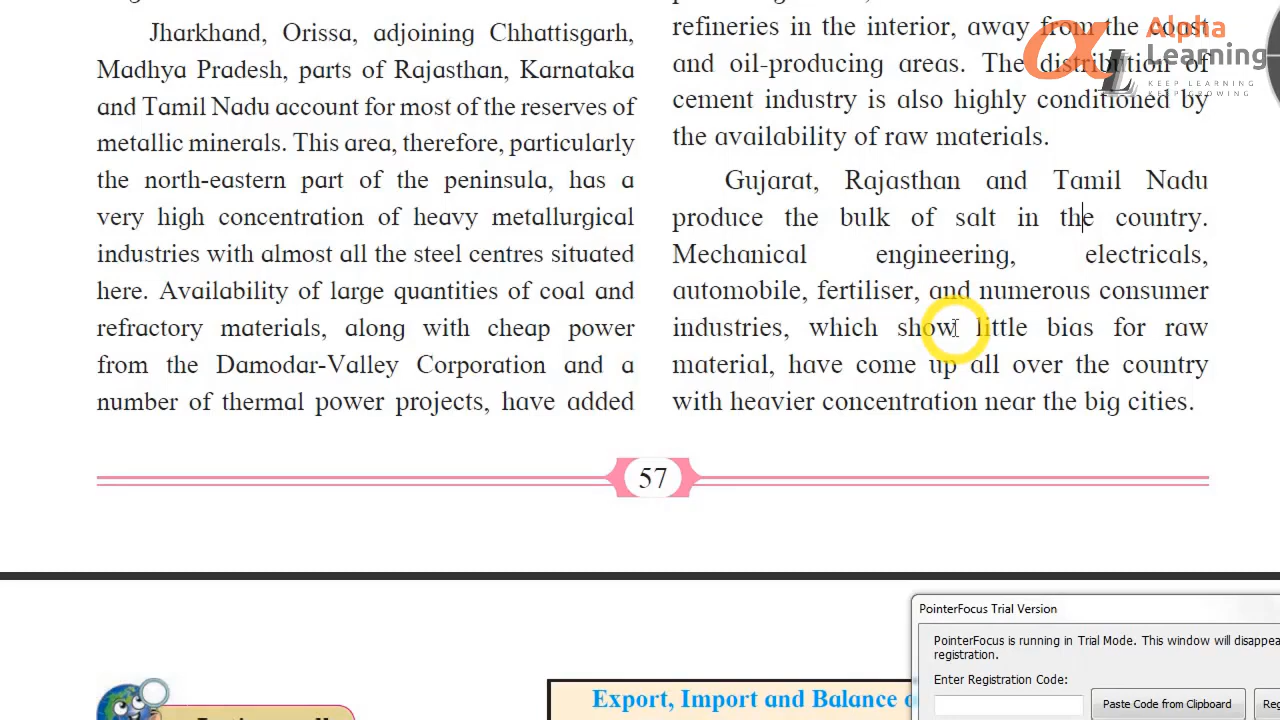 Jharkhand, Orissa, adjoining Chhattisgarh,
Madhya Pradesh, parts of Rajasthan, Karnataka
and Tamil Nadu account for most of the reserves of
metallic minerals. This area, therefore, particularly
the north-eastern part of the peninsula, has a
very high concentration of heavy metallurgical
industries with almost all the steel centres situated
here. Availability of large quantities of coal and
refractory materials, along with cheap power
from the Damodar-Valley Corporation and a
number of thermal power projects, have added
refineries in the interior, away from the coast
and oil-producing areas. The distribution of
cement industry is also highly conditioned by
the availability of raw materials.
Gujarat, Rajasthan and Tamil Nadu
produce the bulk of salt in the country.
Mechanical engineering, electricals,
automobile, fertiliser, and numerous consumer
industries, which show little bias for raw
material, have come up all over the country
with heavier concentration near the big cities.
Alpha
Learning
KEEP LEARNING
KEEP GROWING
57
Export, Import and Balance
PointerFocus Trial Version
PointerFocus is running in Trial Mode. This window will disappea
registration.
Enter Registration Code:
Paste Code from Clipboard